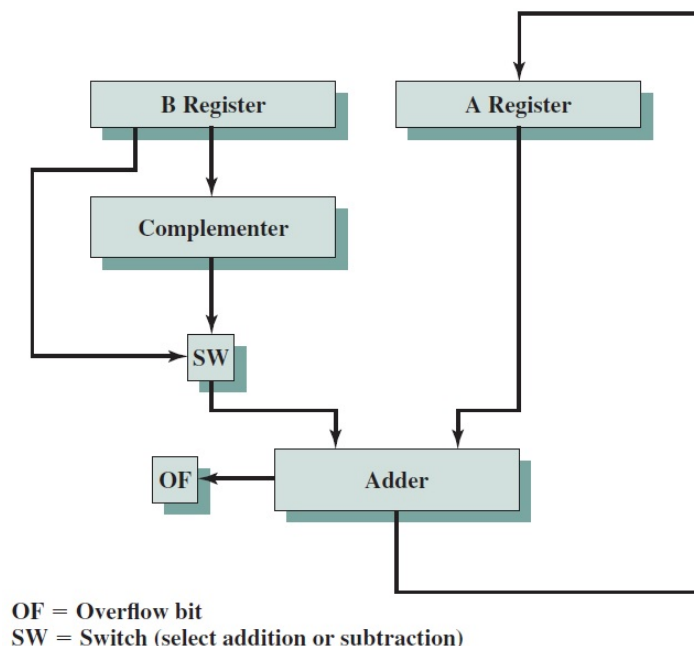 B Register
A Register
Complementer
SW
OF
Adder
OF = Overflow bit
SW = Switch (select addition or subtraction)